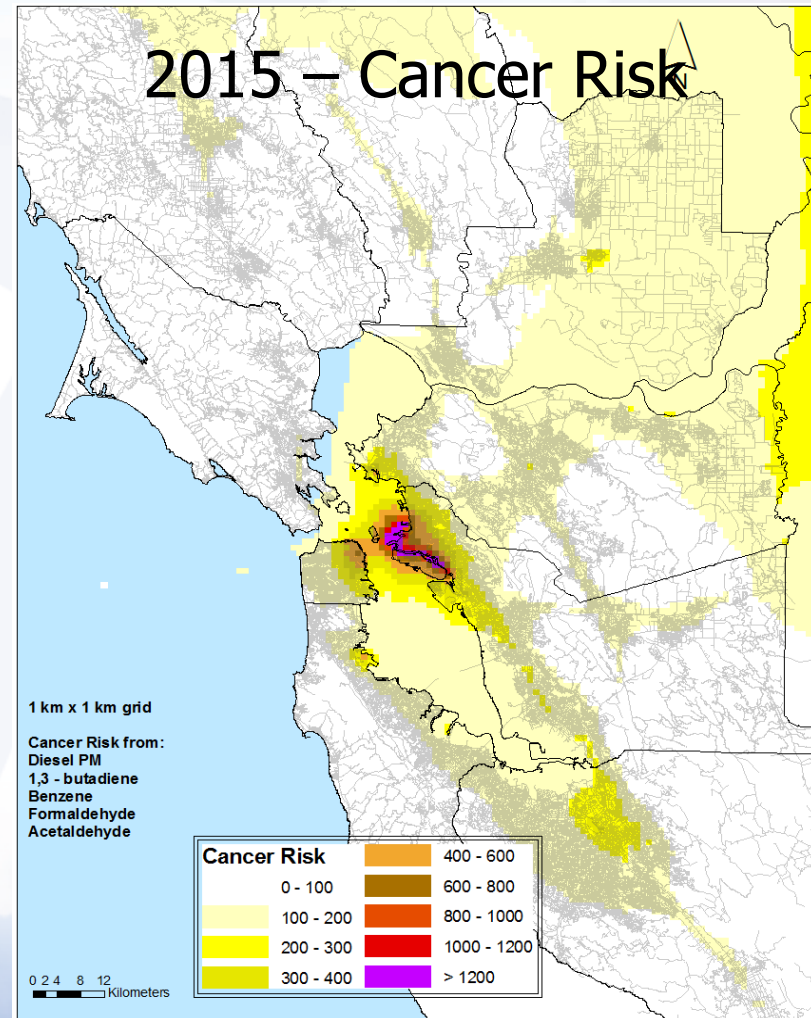 2015 – Cancer Risk
N
1 km x 1 km grid
Cancer Risk from:
Diesel PM
1,3 - butadiene
Benzene
Formaldehyde
Acetaldehyde
Cancer Risk
0 - 100
100 - 200
200 - 300
300 - 400
400 - 600
600 - 800
800 - 1000
1000 - 1200
> 1200
0 2 4 8 12
Kilometers